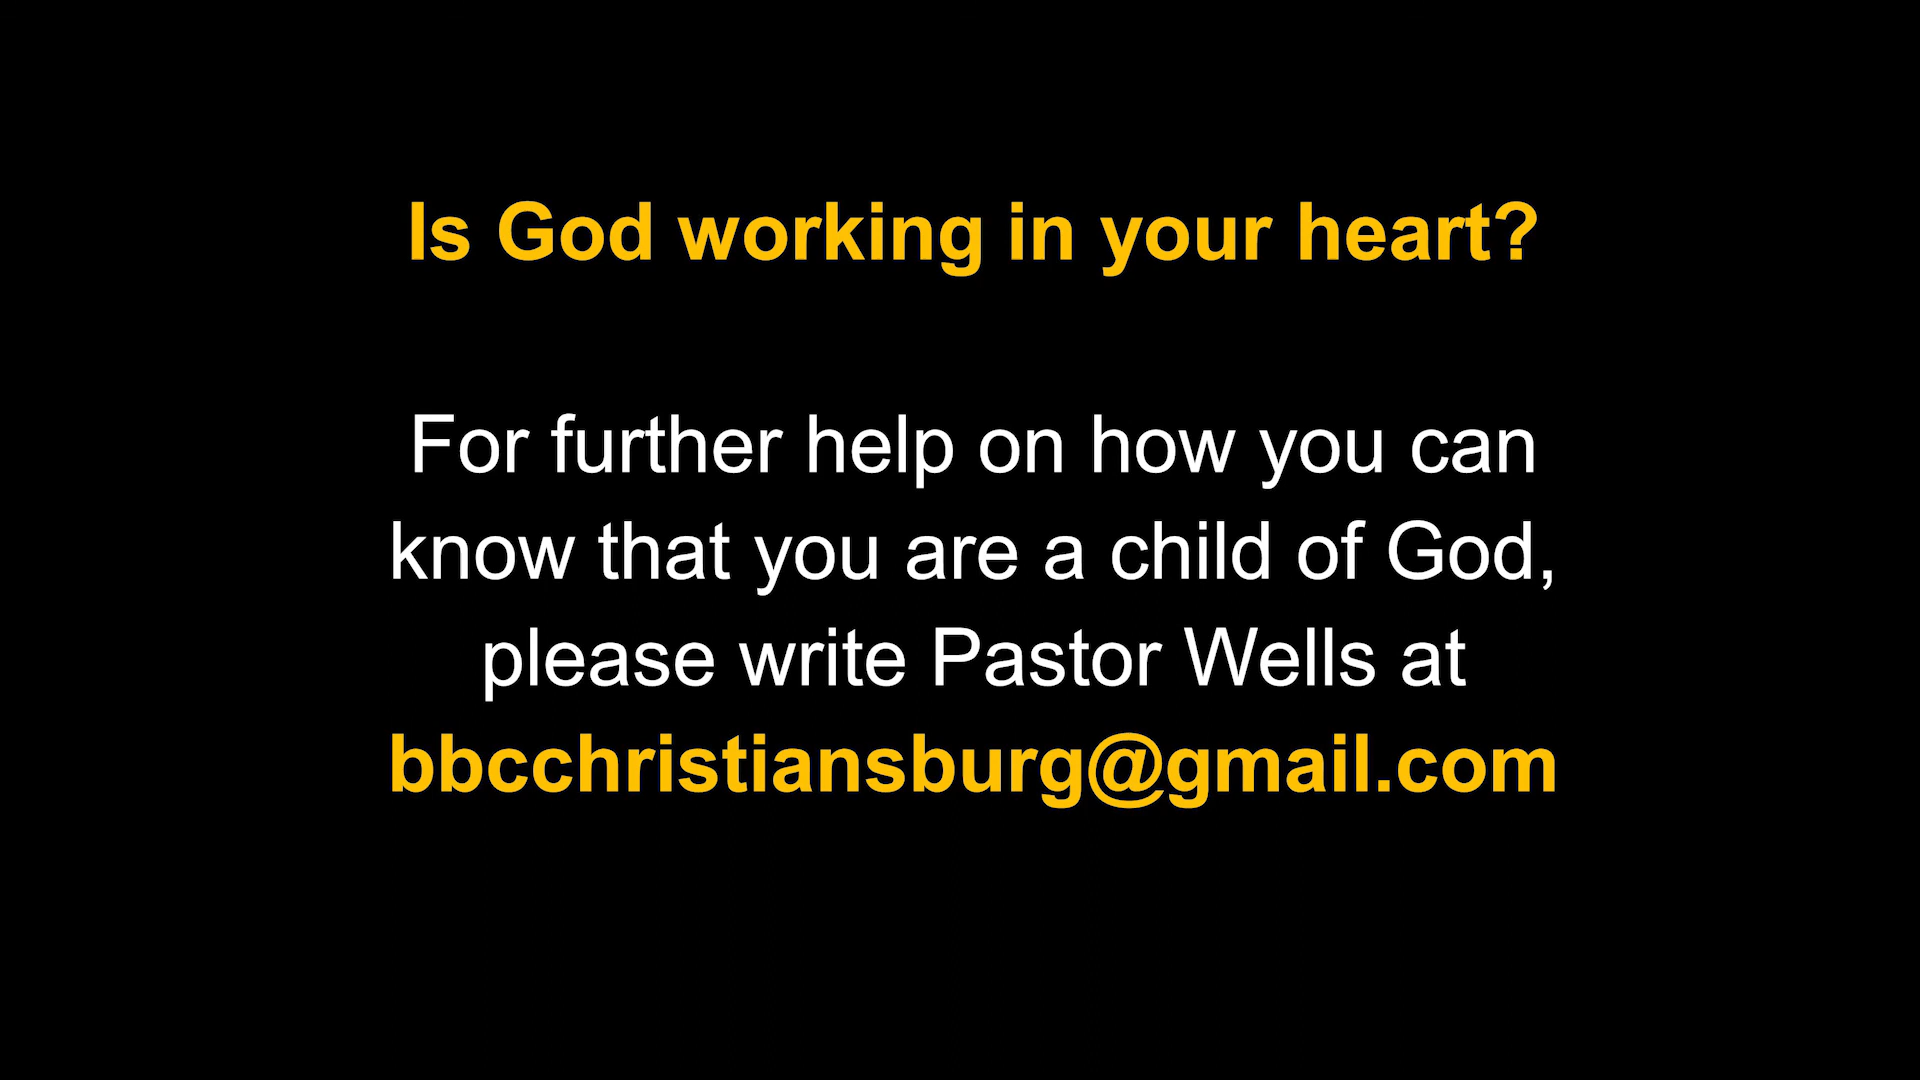 Is God working in your heart?
For further help on how you can
know that you are a child of God,
please write Pastor Wells at
bbcchristiansburg@gmail.com